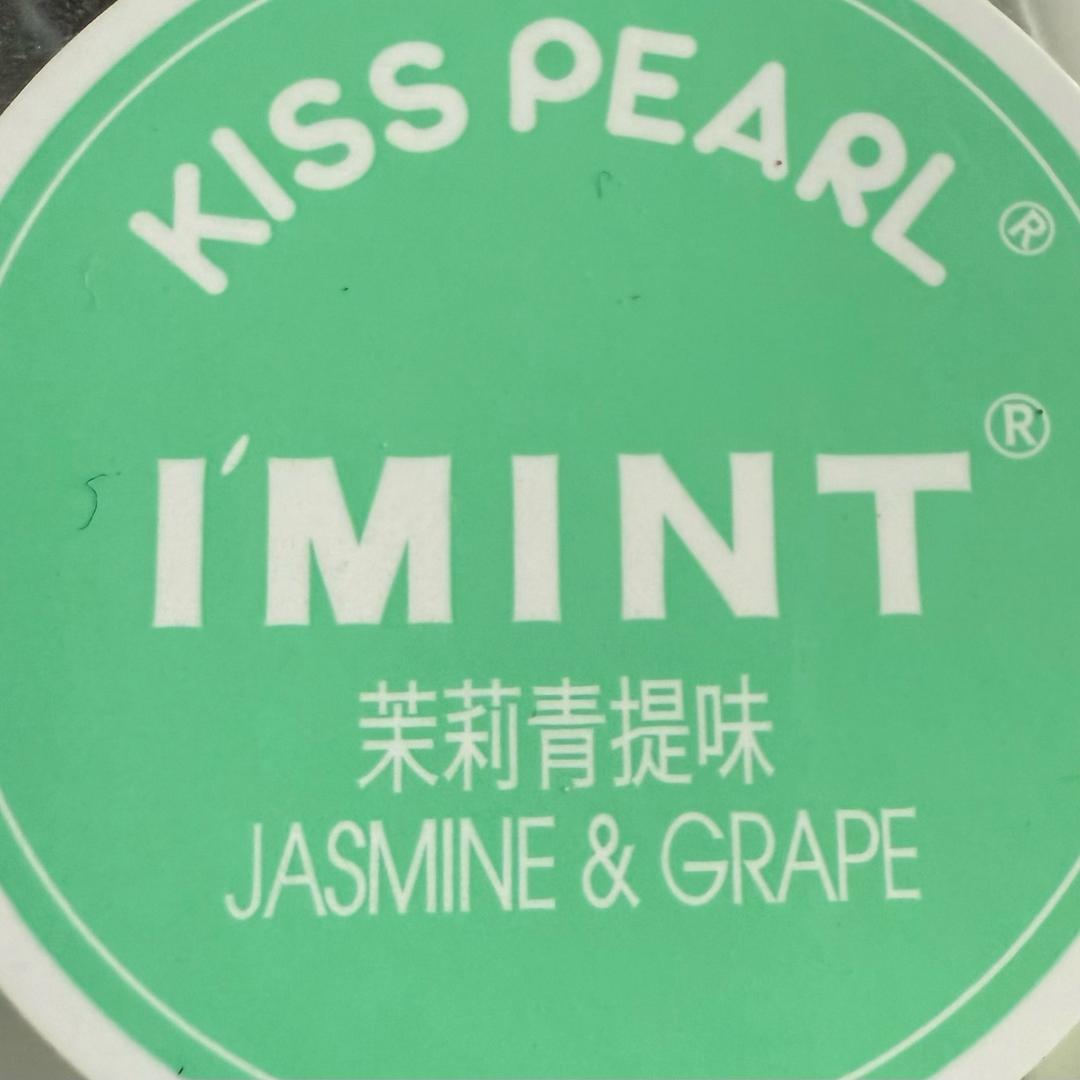 KISS PEARL ®
I'MINT ®
茉莉青提味
JASMINE & GRAPE